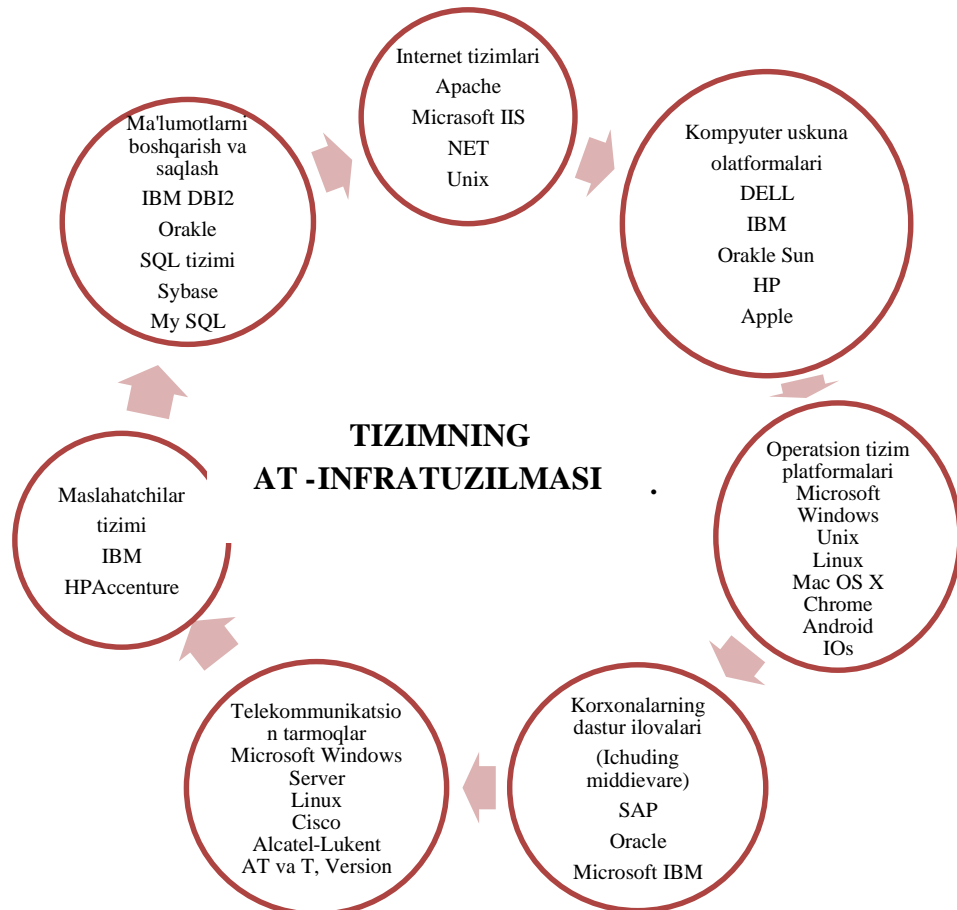 Internet tizimlari
Apache
Micrasoft IIS
NET
Unix
Kompyuter uskuna
olatformalari
DELL
IBM
Orakle Sun
HP
Apple
Operatsion tizim
platformalari
Microsoft
Windows
Unix
Linux
Mac OS X
Chrome
Android
IOs
Korxonalarning
dastur ilovalari
(Ichuding
middievare)
SAP
Oracle
Microsoft IBM
Telekommunikatsio
n tarmoqlar
Microsoft Windows
Server
Linux
Cisco
Alcatel-Lukent
AT va T, Version
Maslahatchilar
tizimi
IBM
HPAccenture
Ma'lumotlarni
boshqarish va
saqlash
IBM DBI2
Orakle
SQL tizimi
Sybase
My SQL
TIZIMNING
AT -INFRATUZILMASI .